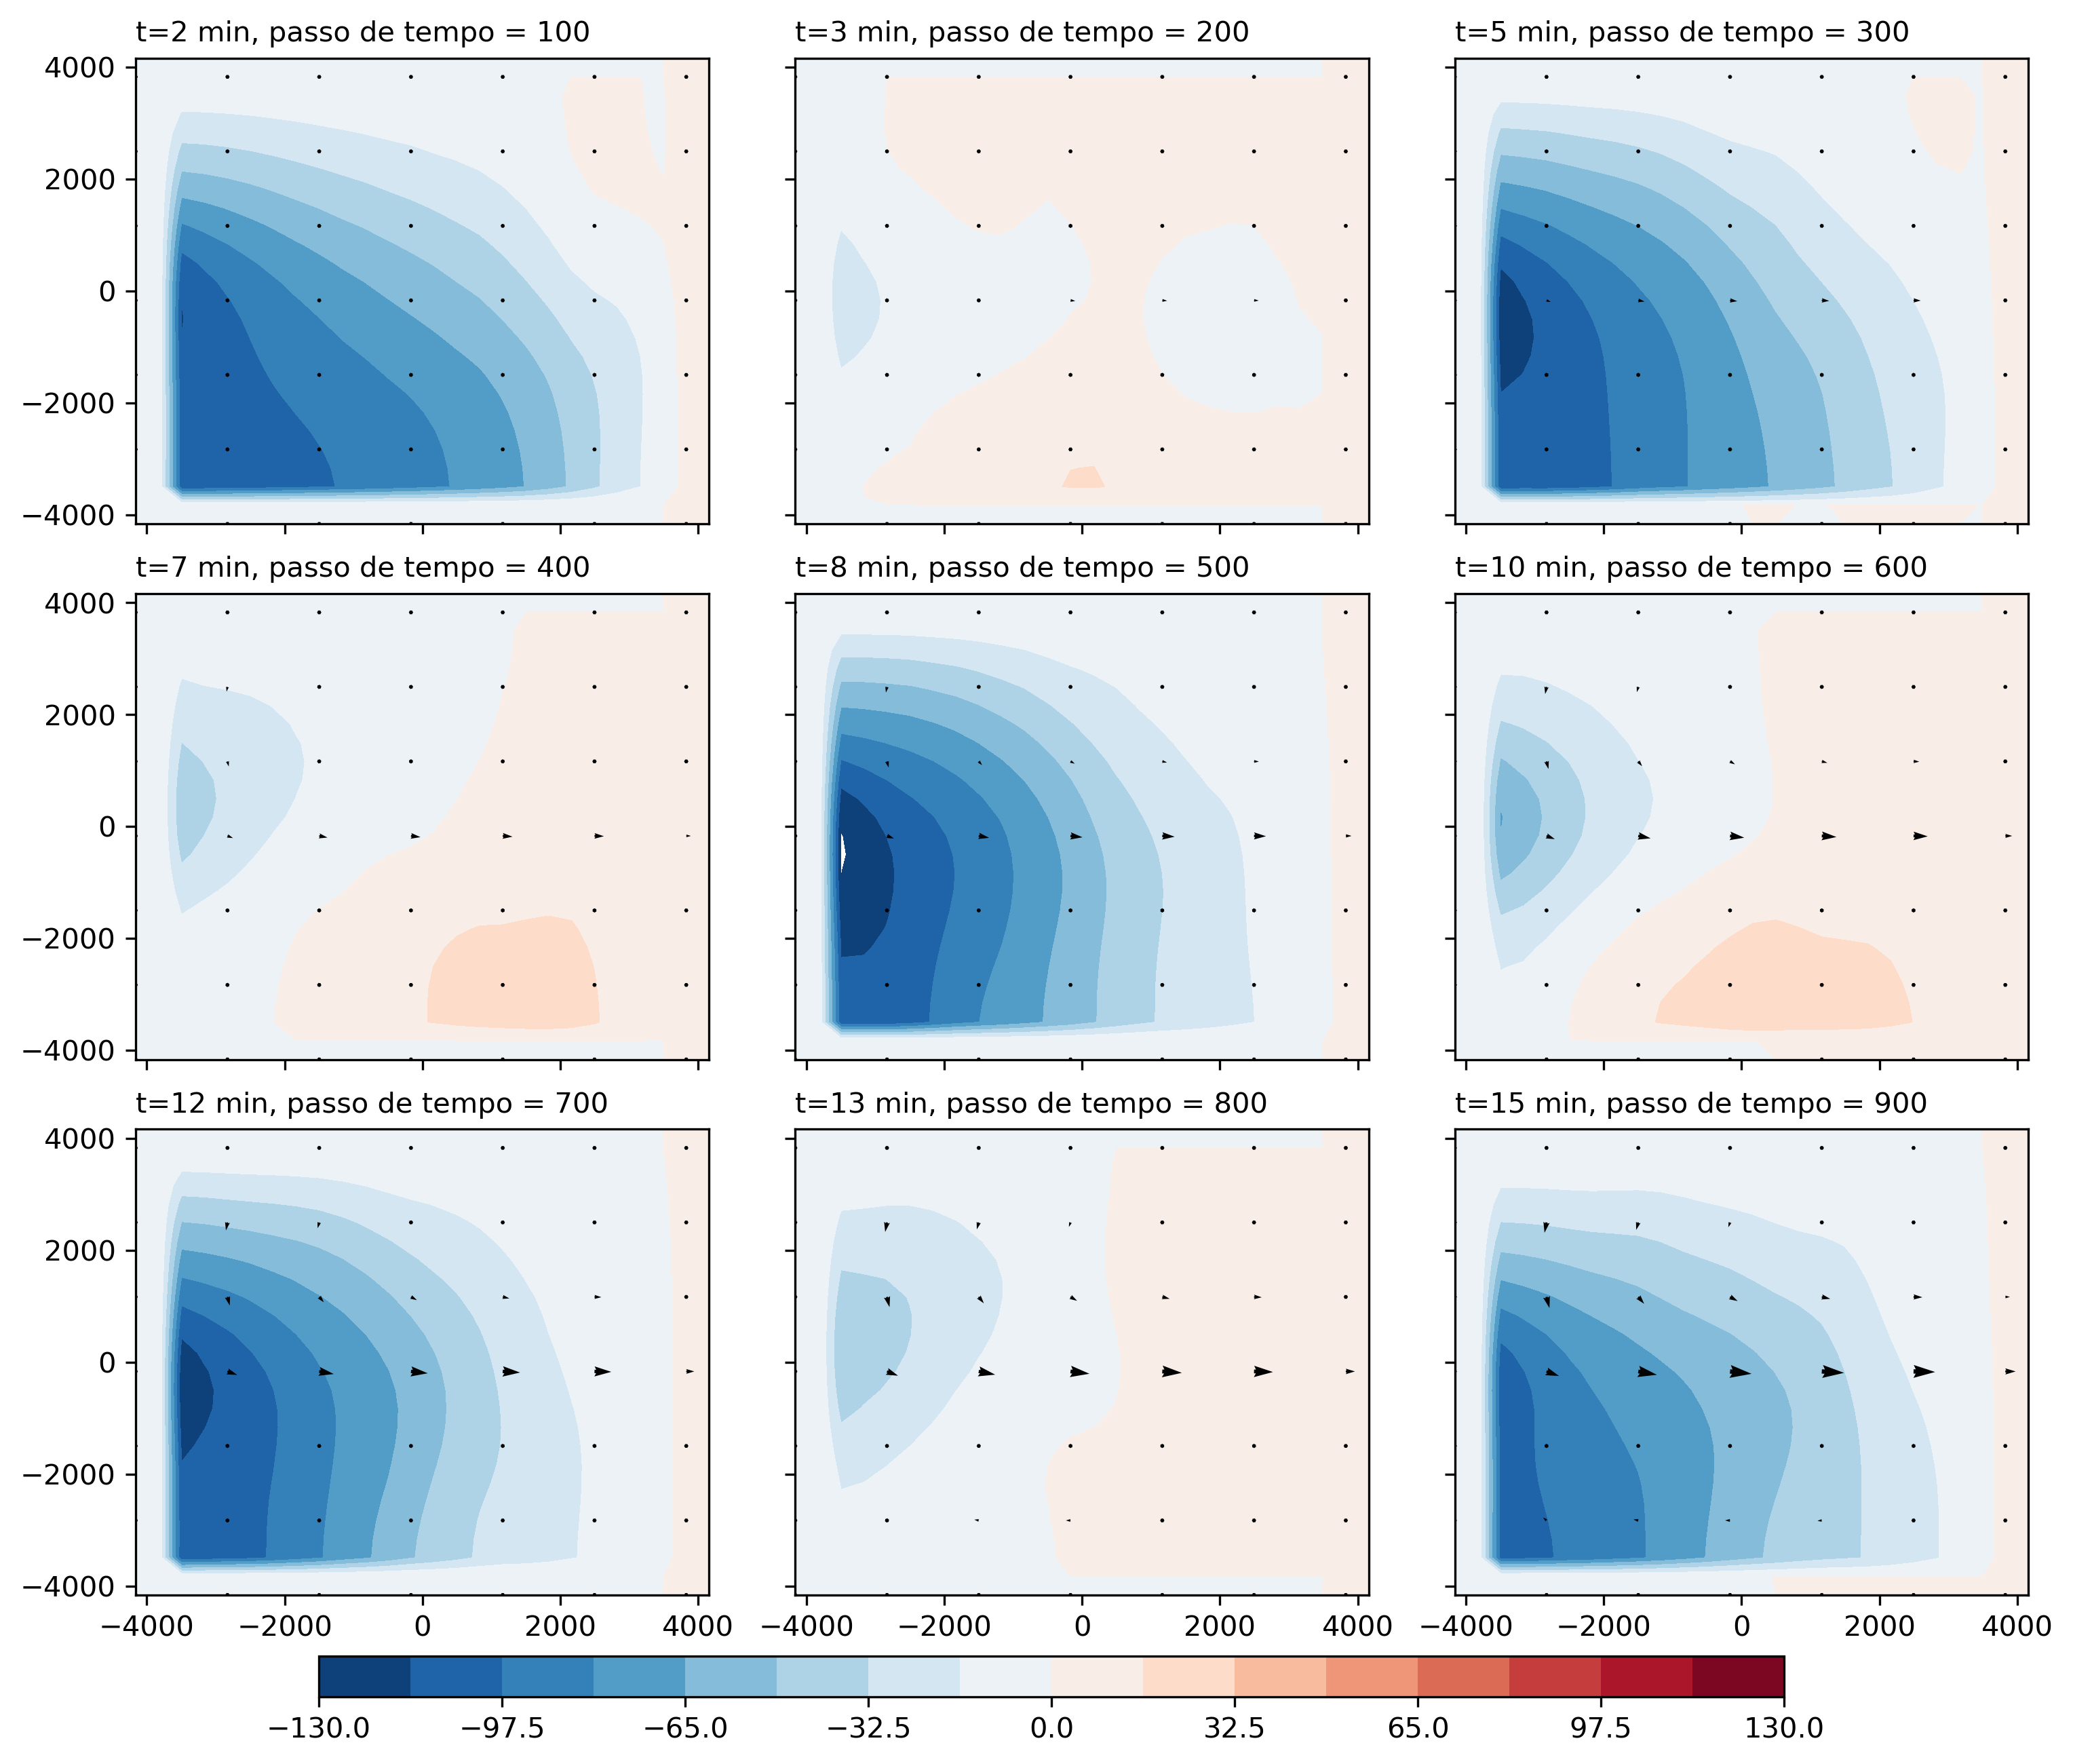 t=2 min, passo de tempo = 100
t=3 min, passo de tempo = 200
t=5 min, passo de tempo = 300
4000
2000
0
−2000
−4000
t=7 min, passo de tempo = 400
t=8 min, passo de tempo = 500
t=10 min, passo de tempo = 600
4000
2000
0
−2000
−4000
t=12 min, passo de tempo = 700
t=13 min, passo de tempo = 800
t=15 min, passo de tempo = 900
4000
2000
0
−2000
−4000
−4000 −2000 0 2000 4000
−4000 −2000 0 2000 4000
−4000 −2000 0 2000 4000
−130.0 −97.5 −65.0 −32.5 0.0 32.5 65.0 97.5 130.0